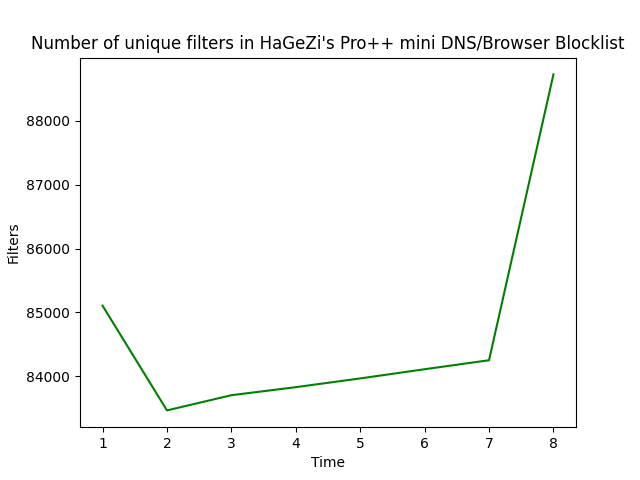 Number of unique filters in HaGeZi's Pro++ mini DNS/Browser Blocklist
88000
87000
86000
85000
84000
Filters
1 2 3 4 5 6 7 8
Time